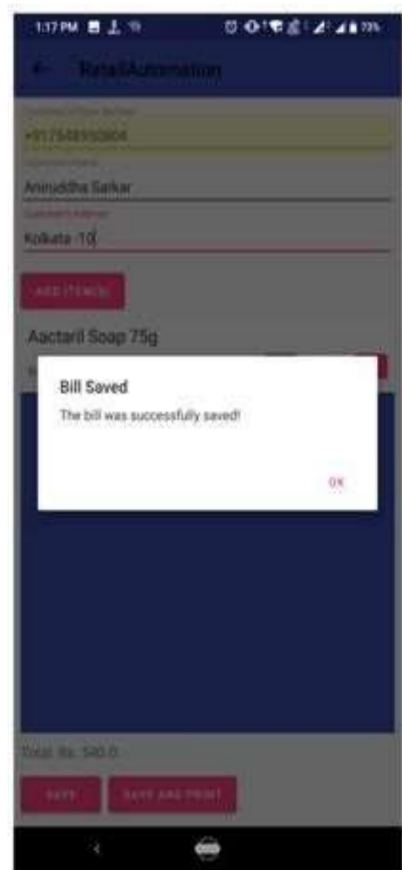 1:17 PM
RetailAutomation
Aniruddha Sarkar
Kolkata -10
ADD ITEM(S)
Aactaril Soap 75g
Bill Saved
The bill was successfully saved!
OK
Total: Rs. 540.0
SAVE SAVE AND PRINT